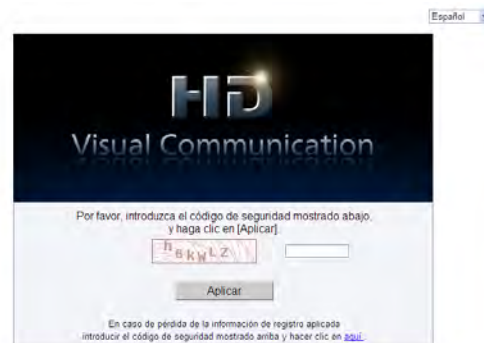 Español
HD
Visual Communication
Por favor, introduzca el código de seguridad mostrado abajo,
y haga clic en [Aplicar].
h6kwLZ
Aplicar
En caso de pérdida de la información de registro aplicada
introducir el código de seguridad mostrado arriba y hacer clic en aquí.